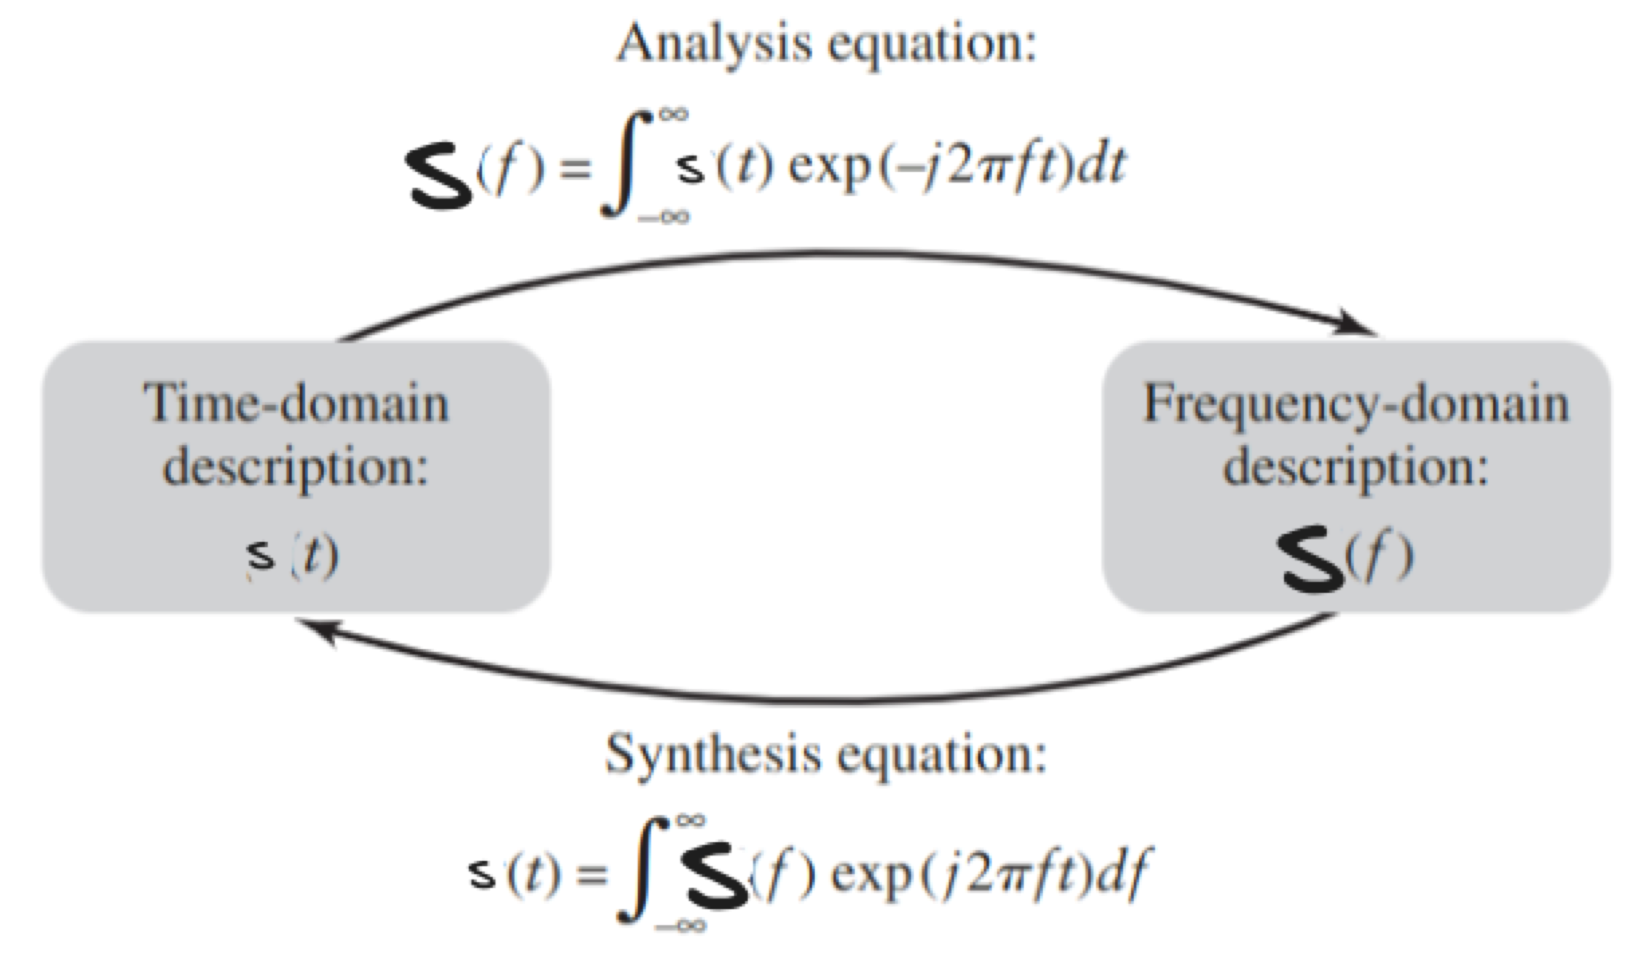 Analysis equation:
S(f) = ∫_{-∞}^{∞} s(t) exp(–j2πft)dt
Time-domain
description:
s(t)
Frequency-domain
description:
S(f)
Synthesis equation:
s(t) = ∫_{-∞}^{∞} S(f) exp(j2πft)df